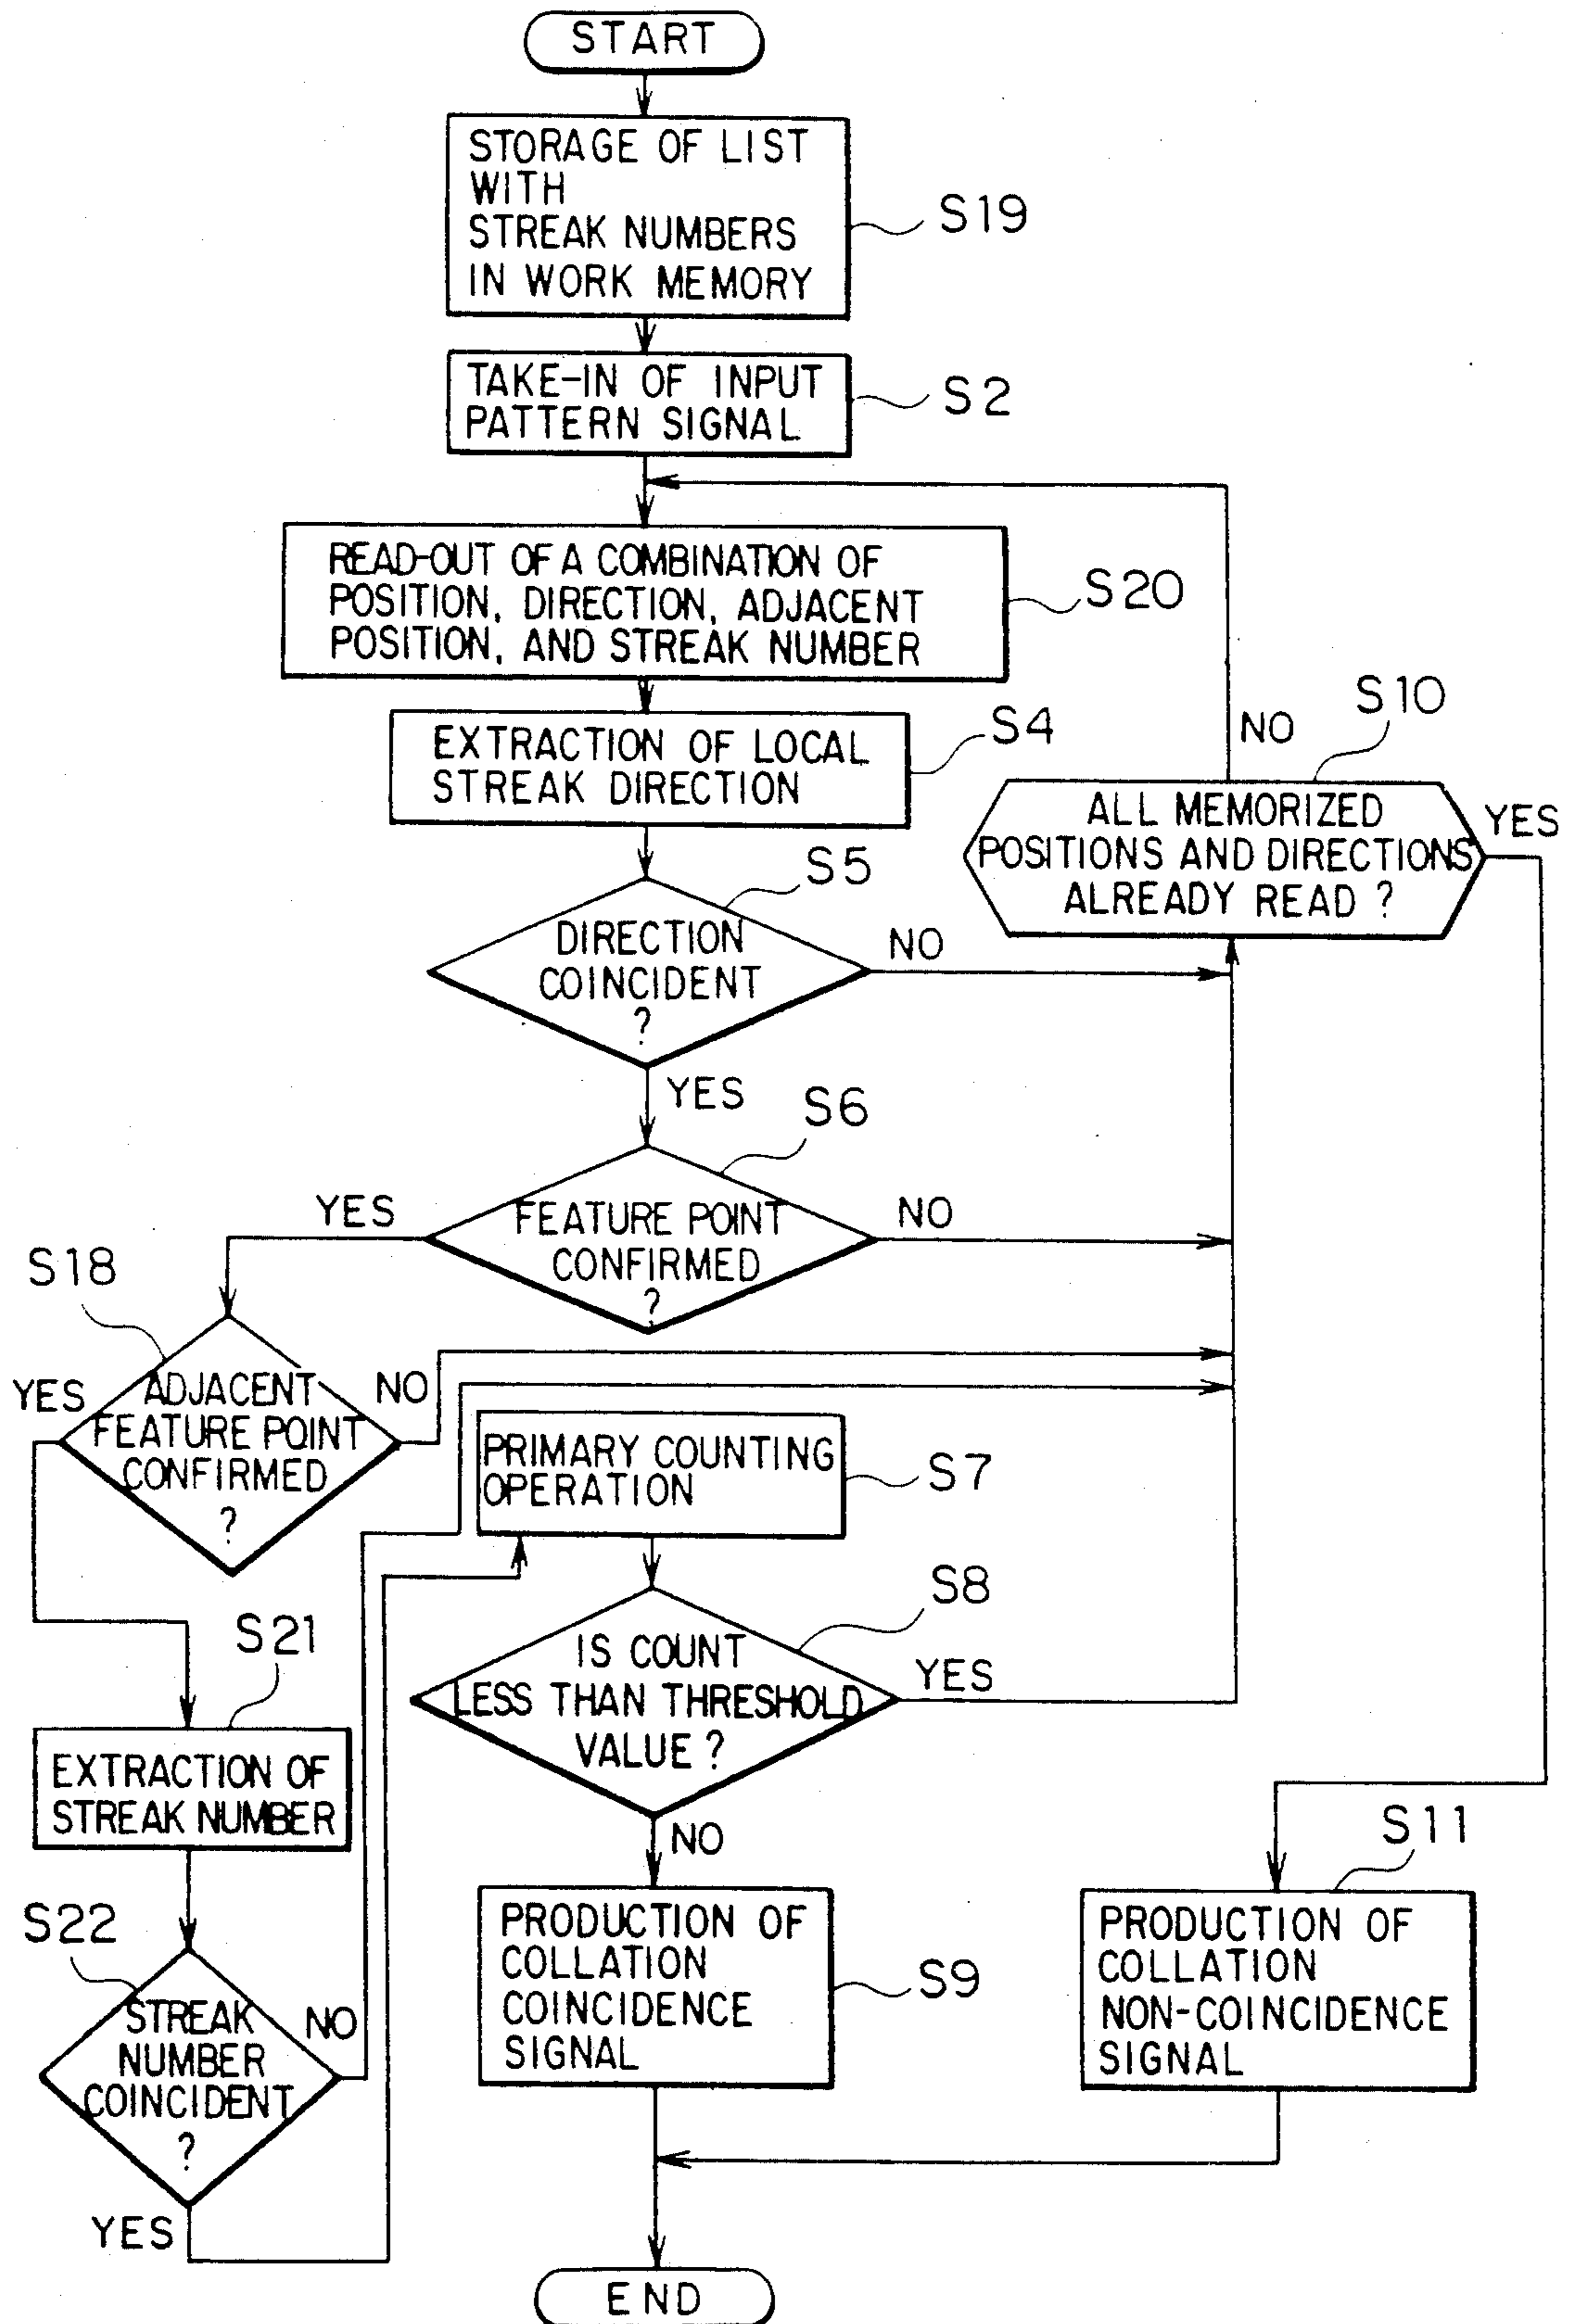 START
STORAGE OF LIST
WITH
STREAK NUMBERS
IN WORK MEMORY
S19
TAKE-IN OF INPUT
PATTERN SIGNAL
S2
READ-OUT OF A COMBINATION OF
POSITION, DIRECTION, ADJACENT
POSITION, AND STREAK NUMBER
S20
EXTRACTION OF LOCAL
STREAK DIRECTION
S4
S10
NO
ALL MEMORIZED
POSITIONS AND DIRECTIONS
ALREADY READ ?
YES
S5
DIRECTION
COINCIDENT
?
NO
YES
S6
FEATURE POINT
CONFIRMED
?
YES
NO
S18
ADJACENT
FEATURE POINT
CONFIRMED
?
YES
NO
PRIMARY COUNTING
OPERATION
S7
S8
IS COUNT
LESS THAN THRESHOLD
VALUE ?
YES
NO
S21
EXTRACTION OF
STREAK NUMBER
S22
STREAK
NUMBER
COINCIDENT
?
NO
YES
PRODUCTION OF
COLLATION
COINCIDENCE
SIGNAL
S9
S11
PRODUCTION OF
COLLATION
NON-COINCIDENCE
SIGNAL
END